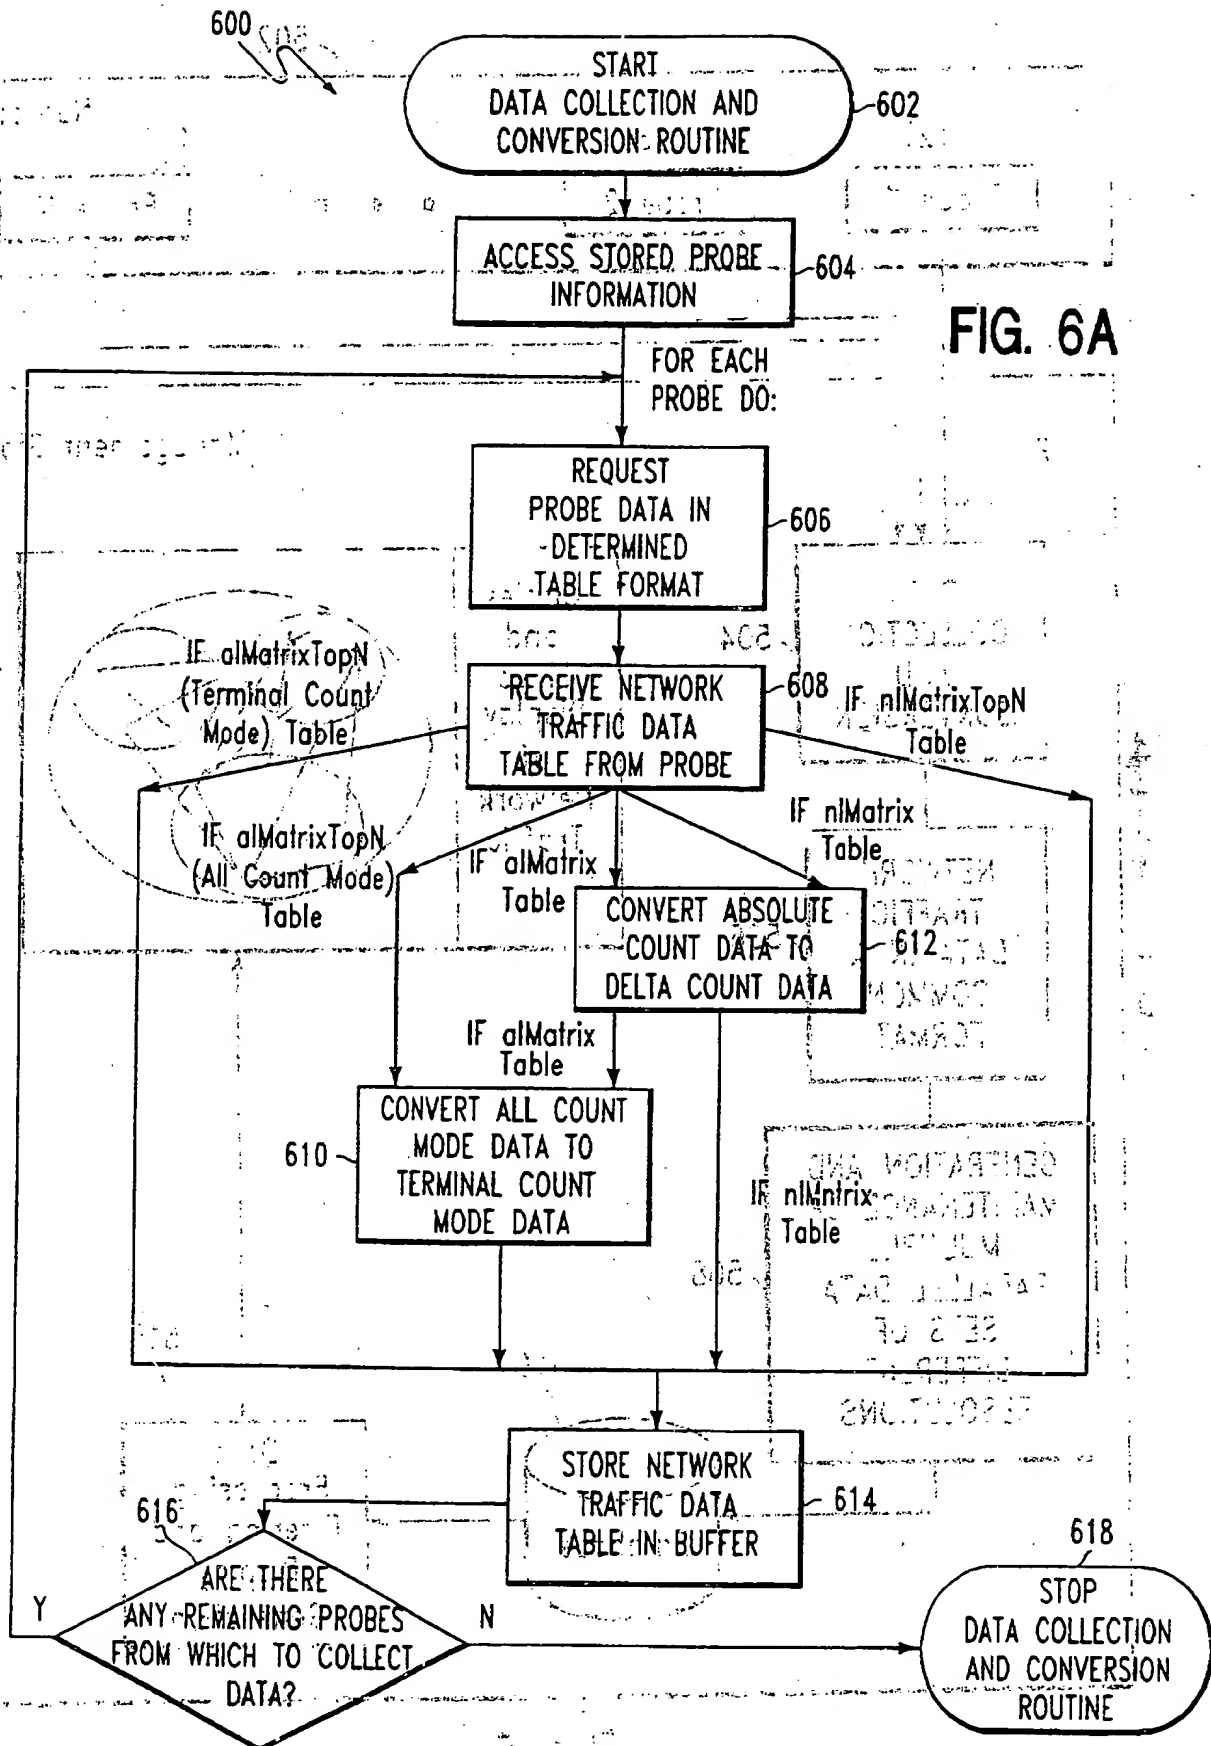 600
START
DATA COLLECTION AND
CONVERSION ROUTINE
602
ACCESS STORED PROBE
INFORMATION
604
FIG. 6A
FOR EACH
PROBE DO:
REQUEST
PROBE DATA IN
DETERMINED
TABLE FORMAT
606
RECEIVE NETWORK
TRAFFIC DATA
TABLE FROM PROBE
608
IF alMatrixTopN
(Terminal Count
Mode) Table
IF nlMatrixTopN
Table
IF alMatrixTopN
(All Count Mode)
Table
IF alMatrix
Table
IF nlMatrix
Table
CONVERT ABSOLUTE
COUNT DATA TO
DELTA COUNT DATA
612
IF alMatrix
Table
CONVERT ALL COUNT
MODE DATA TO
TERMINAL COUNT
MODE DATA
610
IF nlMntrix
Table
STORE NETWORK
TRAFFIC DATA
TABLE IN BUFFER
614
616
ARE THERE
ANY REMAINING PROBES
FROM WHICH TO COLLECT
DATA?
Y
N
618
STOP
DATA COLLECTION
AND CONVERSION
ROUTINE